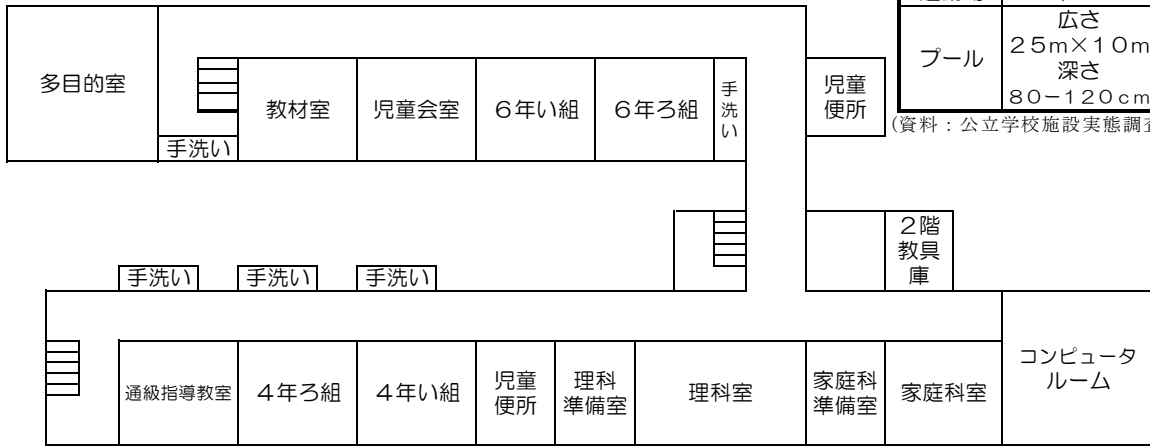 広さ
プール
２５ｍ×１０ｍ
深さ
８０－１２０ｃｍ
(資料：公立学校施設実態調査
多目的室
教材室
児童会室
６年い組
６年ろ組
手洗い
児童
便所
手洗い
２階
教具
庫
手洗い
手洗い
手洗い
通級指導教室
４年ろ組
４年い組
児童
便所
理科
準備室
理科室
家庭科
準備室
家庭科室
コンピュータ
ルーム